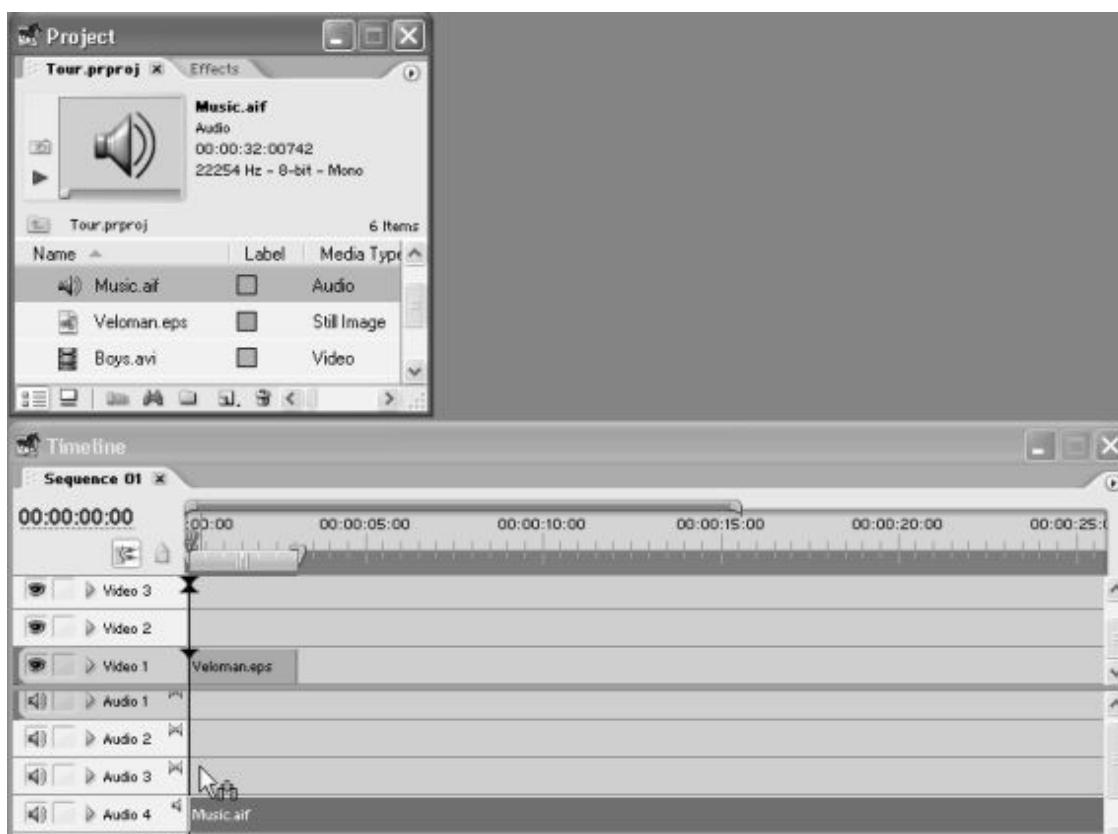 Project
Tour.prproj Effects
Music.aif
Audio
00:00:32:00742
22254 Hz - 8-bit - Mono
Tour.prproj 6 Items
Name Label Media Type
Music.aif Audio
Veloman.eps Still Image
Boys.avi Video
Timeline
Sequence 01
00:00:00:00
:00:00 00:00:05:00 00:00:10:00 00:00:15:00 00:00:20:00 00:00:25:0
Video 3
Video 2
Video 1 Veloman.eps
Audio 1
Audio 2
Audio 3
Audio 4 Music.aif